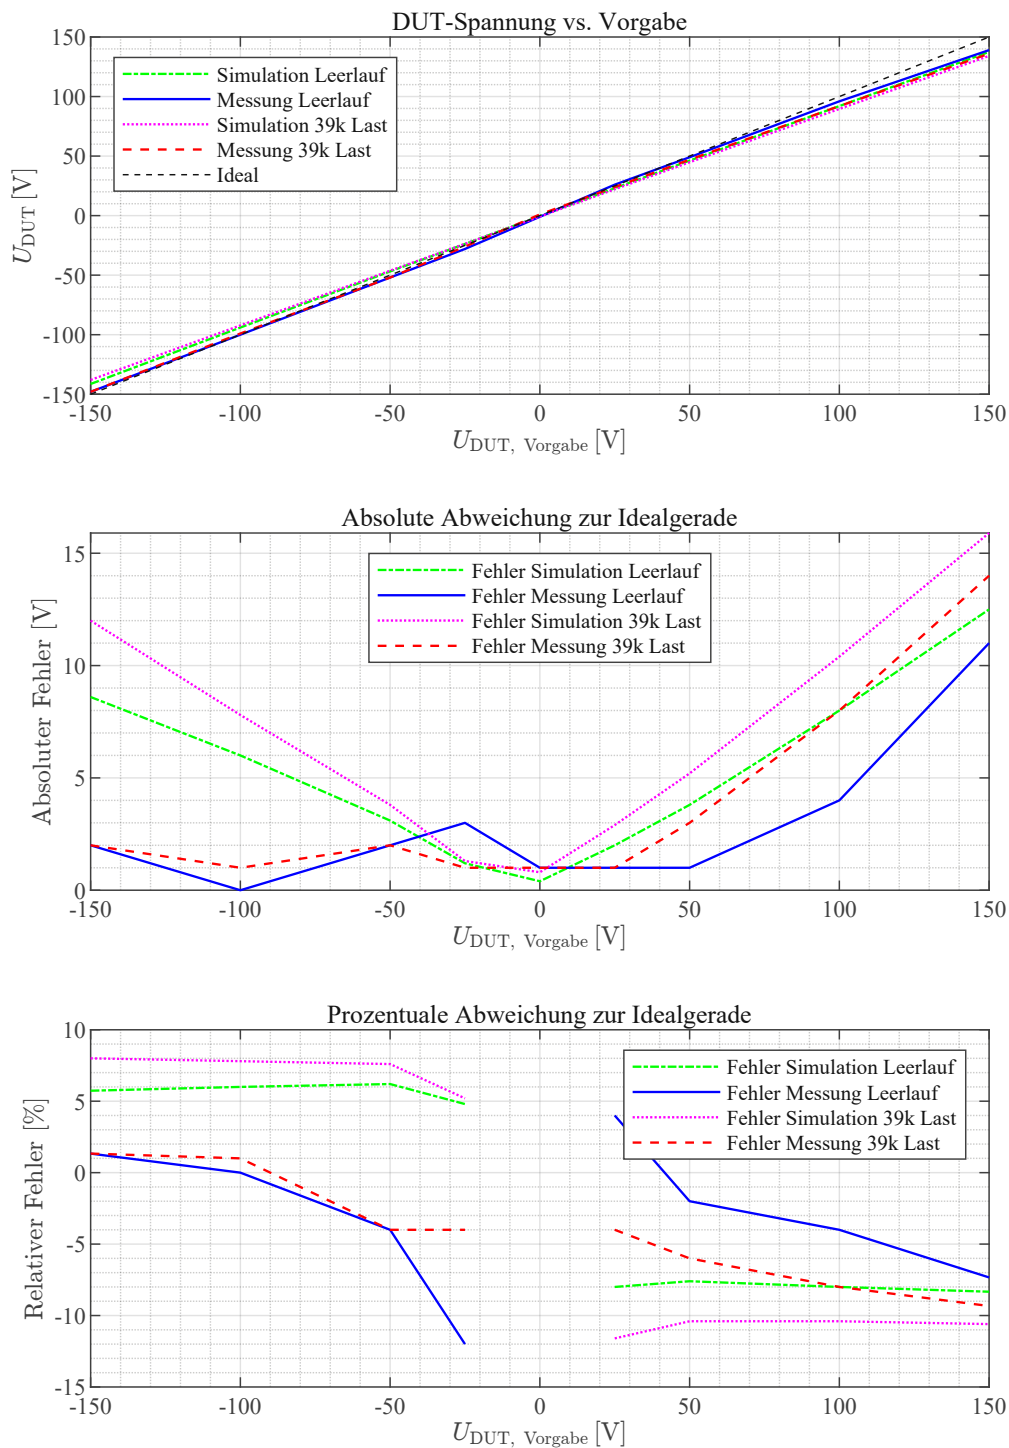 DUT-Spannung vs. Vorgabe
150
100
50
0
-50
-100
-150
U_DUT [V]
Simulation Leerlauf
Messung Leerlauf
Simulation 39k Last
Messung 39k Last
Ideal
-150 -100 -50 0 50 100 150
U_DUT, Vorgabe [V]
Absolute Abweichung zur Idealgerade
15
10
5
0
Absoluter Fehler [V]
Fehler Simulation Leerlauf
Fehler Messung Leerlauf
Fehler Simulation 39k Last
Fehler Messung 39k Last
-150 -100 -50 0 50 100 150
U_DUT, Vorgabe [V]
Prozentuale Abweichung zur Idealgerade
10
5
0
-5
-10
-15
Relativer Fehler [%]
Fehler Simulation Leerlauf
Fehler Messung Leerlauf
Fehler Simulation 39k Last
Fehler Messung 39k Last
-150 -100 -50 0 50 100 150
U_DUT, Vorgabe [V]